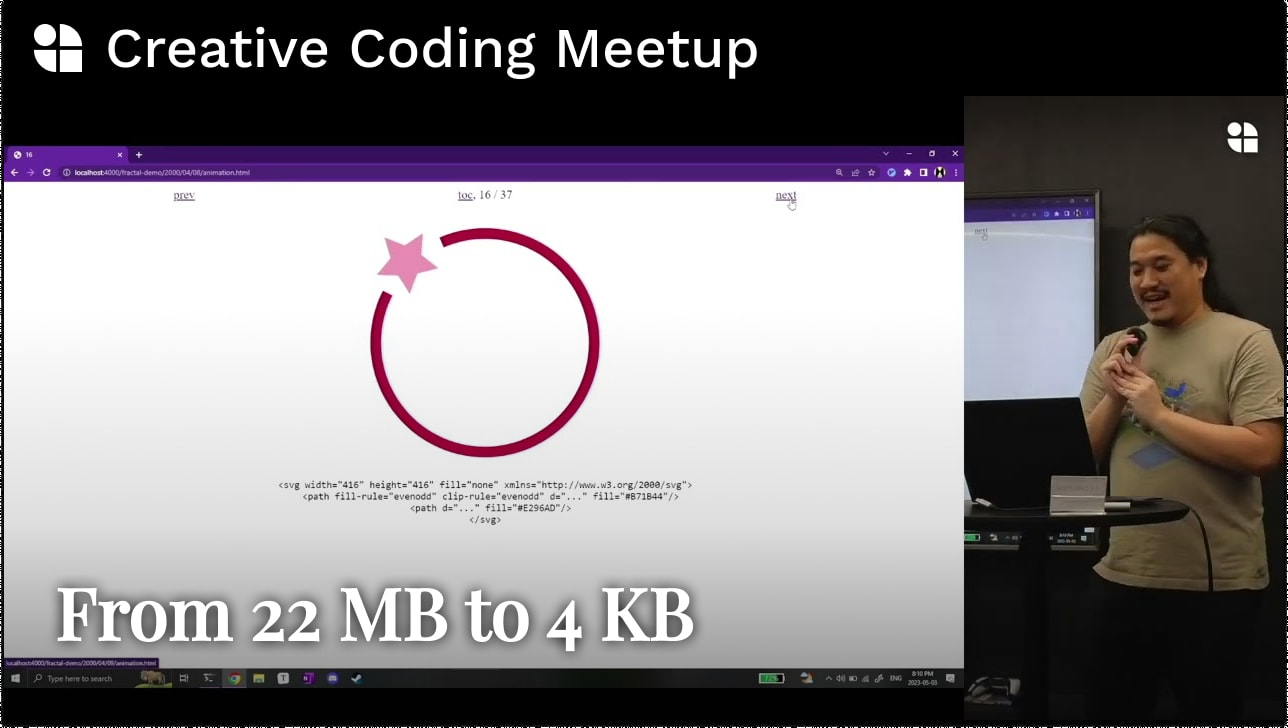 Creative Coding Meetup
16
localhost:4000/fractal-demo/2000/04/08/animation.html
prev
toc, 16 / 37
next
next
<svg width="416" height="416" fill="none" xmlns="http://www.w3.org/2000/svg">
<path fill-rule="evenodd" clip-rule="evenodd" d="..." fill="#B71B44"/>
<path d="..." fill="#E296AD"/>
</svg>
From 22 MB to 4 KB
localhost:4000/fractal-demo/2000/04/09/animation.html
Type here to search
77%
ENG
8:10 PM
2023-05-03